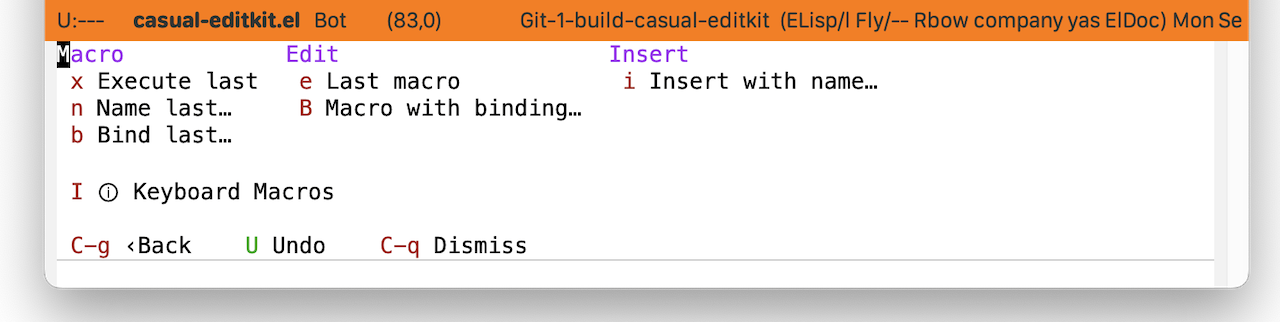 U:--- casual-editkit.el Bot (83,0) Git-1-build-casual-editkit (ELisp/l Fly/-- Rbow company yas ElDoc) Mon Se
Macro Edit Insert
x Execute last e Last macro i Insert with name…
n Name last… B Macro with binding…
b Bind last…
I ⓘ Keyboard Macros
C-g ‹Back U Undo C-q Dismiss